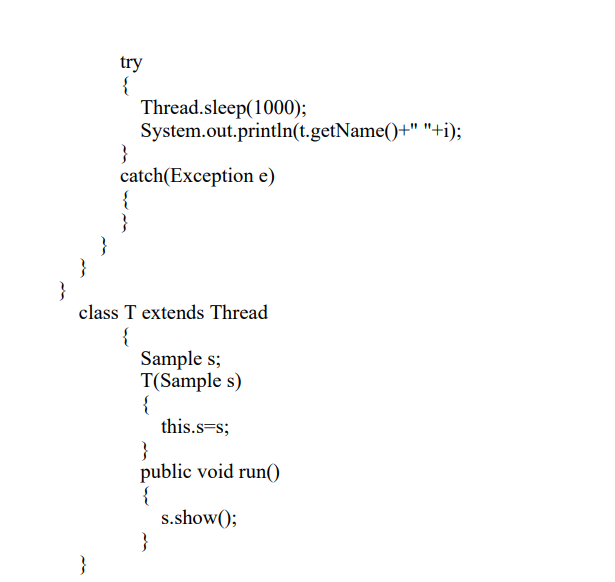 try
{
Thread.sleep(1000);
System.out.println(t.getName()+" "+i);
}
catch(Exception e)
{
}
}
}
}
class T extends Thread
{
Sample s;
T(Sample s)
{
this.s=s;
}
public void run()
{
s.show();
}
}